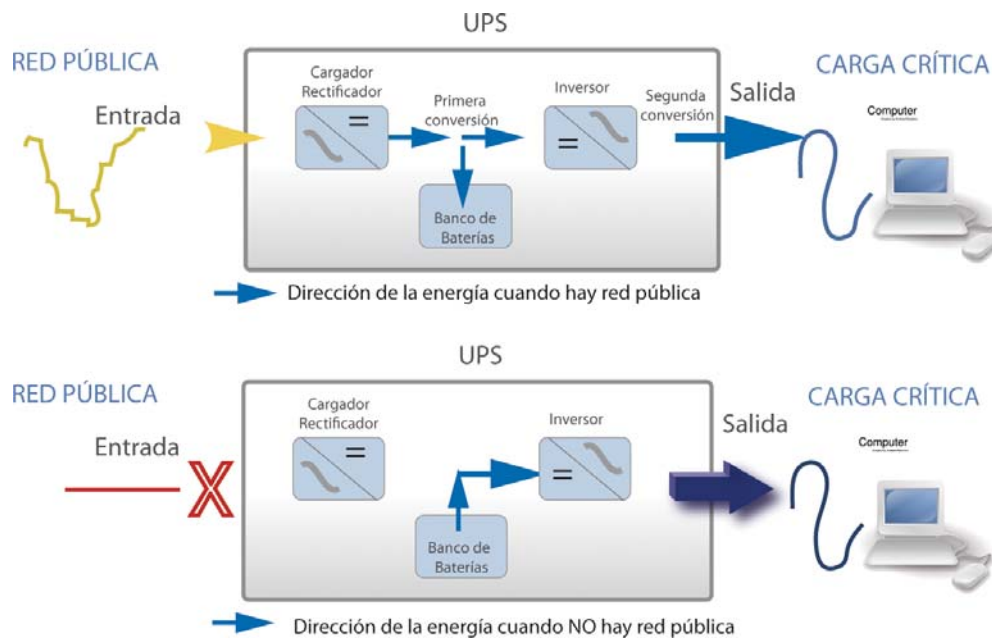 UPS
RED PÚBLICA
CARGA CRÍTICA
Entrada
Cargador
Rectificador
Primera
conversión
Inversor
Segunda
conversión
Salida
Computer
Banco de
Baterías
Dirección de la energía cuando hay red pública
UPS
RED PÚBLICA
CARGA CRÍTICA
Entrada
X
Cargador
Rectificador
Inversor
Salida
Computer
Banco de
Baterías
Dirección de la energía cuando NO hay red pública